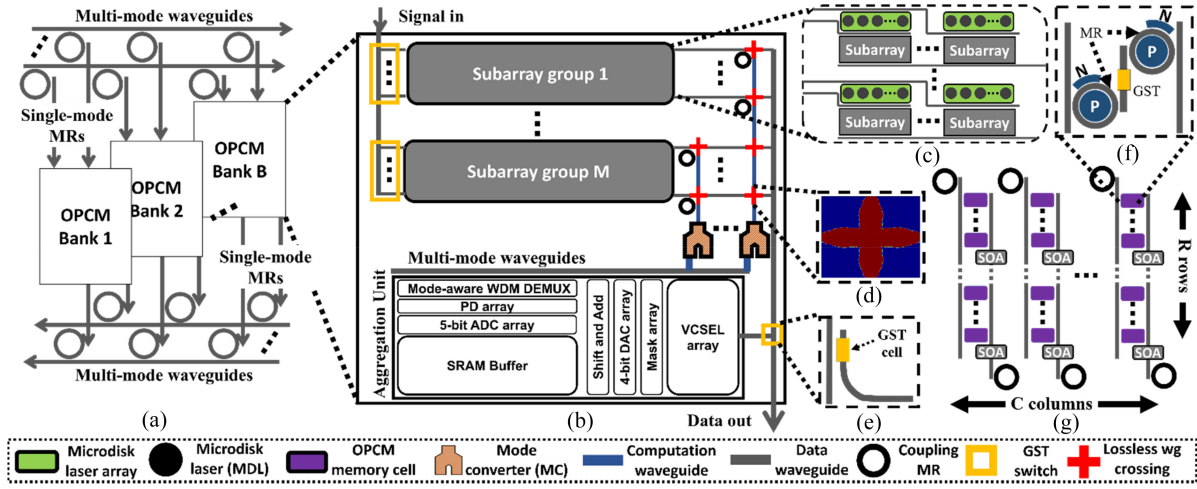 Multi-mode waveguides
Single-mode
MRs
OPCM
Bank B
OPCM
Bank 2
OPCM
Bank 1
Single-mode
MRs
Multi-mode waveguides
(a)
Signal in
Subarray group 1
Subarray group M
Multi-mode waveguides
Aggregation Unit
Mode-aware WDM DEMUX
PD array
5-bit ADC array
SRAM Buffer
Shift and Add
4-bit DAC array
Mask array
VCSEL
array
(b)
Data out
Subarray
Subarray
Subarray
Subarray
(c)
(d)
GST
cell
(e)
MR
N
P
N
P
GST
(f)
SOA
SOA
SOA
SOA
SOA
SOA
R rows
C columns
(g)
Microdisk
laser array
Microdisk
laser (MDL)
OPCM
memory cell
Mode
converter (MC)
Computation
waveguide
Data
waveguide
Coupling
MR
GST
switch
Lossless wg
crossing